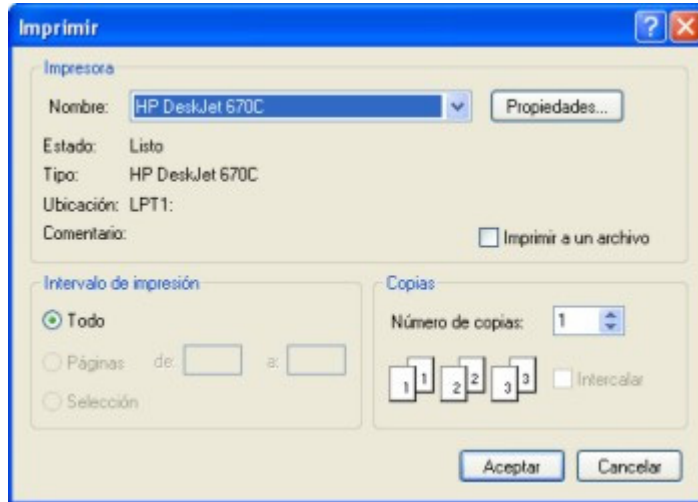 Imprimir
Impresora
Nombre: HP DeskJet 670C Propiedades...
Estado: Listo
Tipo: HP DeskJet 670C
Ubicación: LPT1:
Comentario: Imprimir a un archivo
Intervalo de impresión
Todo
Páginas de: a:
Selección
Copias
Número de copias: 1
1 1 2 2 3 3 Intercalar
Aceptar Cancelar